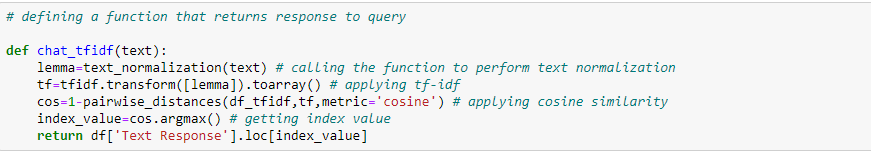 # defining a function that returns response to query
def chat_tfidf(text):
    lemma=text_normalization(text) # calling the function to perform text normalization
    tf=tfidf.transform([lemma]).toarray() # applying tf-idf
    cos=1-pairwise_distances(df_tfidf,tf,metric='cosine') # applying cosine similarity
    index_value=cos.argmax() # getting index value
    return df['Text Response'].loc[index_value]